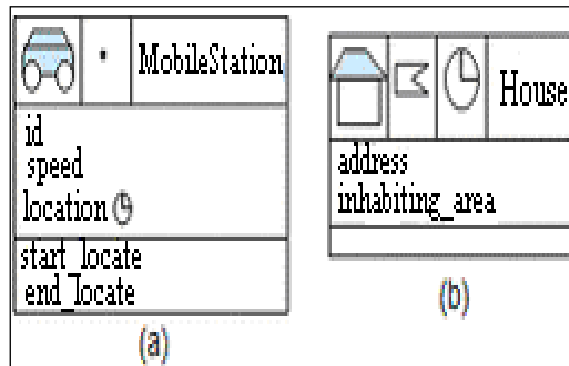 MobileStation
id
speed
location
start_locate
end_locate
(a)
House
address
inhabiting_area
(b)